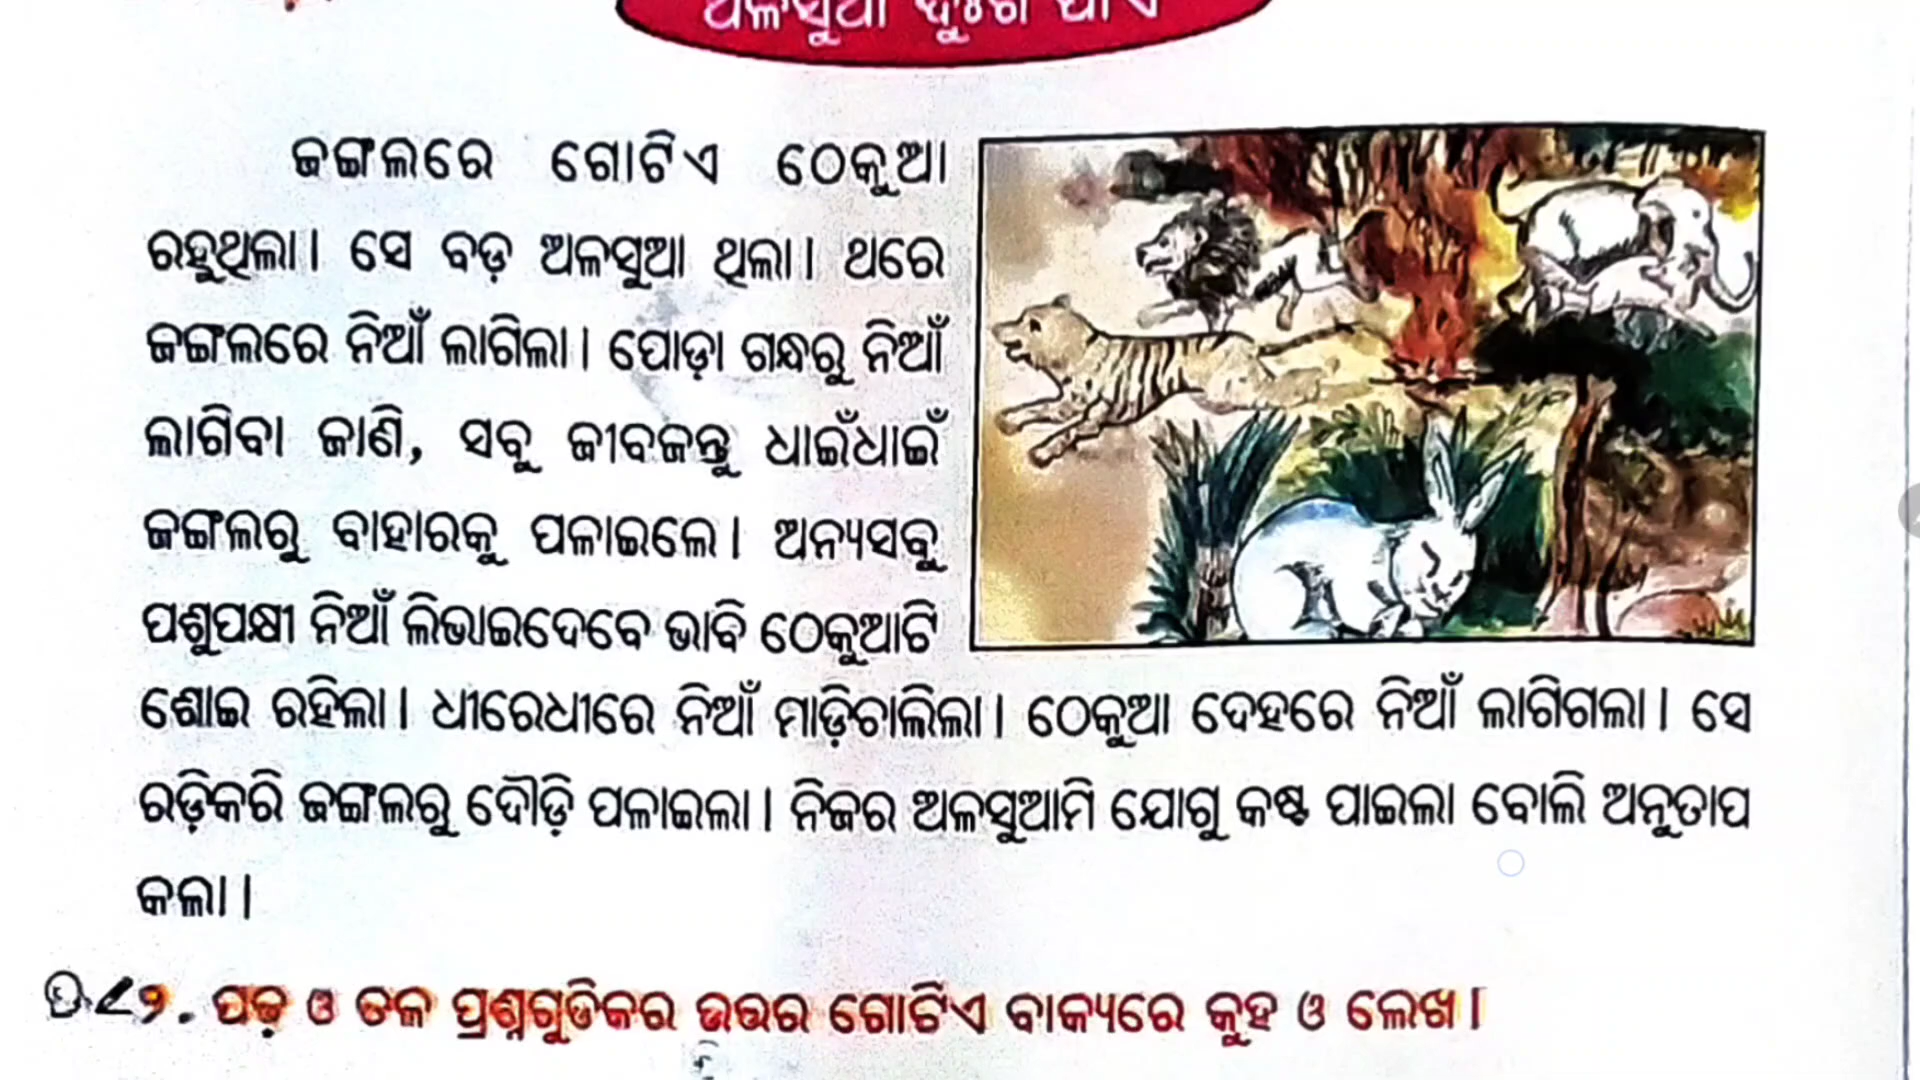 ଅଳସୁଆ ଦୁଃଖ ପାଏ
ଜଙ୍ଗଲରେ ଗୋଟିଏ ଠେକୁଆ
ରହୁଥିଲା। ସେ ବଡ଼ ଅଳସୁଆ ଥିଲା। ଥରେ
ଜଙ୍ଗଲରେ ନିଆଁ ଲାଗିଲା। ପୋଡ଼ା ଗନ୍ଧରୁ ନିଆଁ
ଲାଗିବା ଜାଣି, ସବୁ ଜୀବଜନ୍ତୁ ଧାଇଁଧାଇଁ
ଜଙ୍ଗଲରୁ ବାହାରକୁ ପଳାଇଲେ। ଅନ୍ୟସବୁ
ପଶୁପକ୍ଷୀ ନିଆଁ ଲିଭାଇଦେବେ ଭାବି ଠେକୁଆଟି
ଶୋଇ ରହିଲା। ଧୀରେଧୀରେ ନିଆଁ ମାଡ଼ିଚାଲିଲା। ଠେକୁଆ ଦେହରେ ନିଆଁ ଲାଗିଗଲା। ସେ
ରଡ଼ିକରି ଜଙ୍ଗଲରୁ ଦୌଡ଼ି ପଳାଇଲା। ନିଜର ଅଳସୁଆମି ଯୋଗୁ କଷ୍ଟ ପାଇଲା ବୋଲି ଅନୁତାପ
କଲା।
୨. ପଢ଼ ଓ ତଳ ପ୍ରଶ୍ନଗୁଡିକର ଉତ୍ତର ଗୋଟିଏ ବାକ୍ୟରେ କୁହ ଓ ଲେଖ।